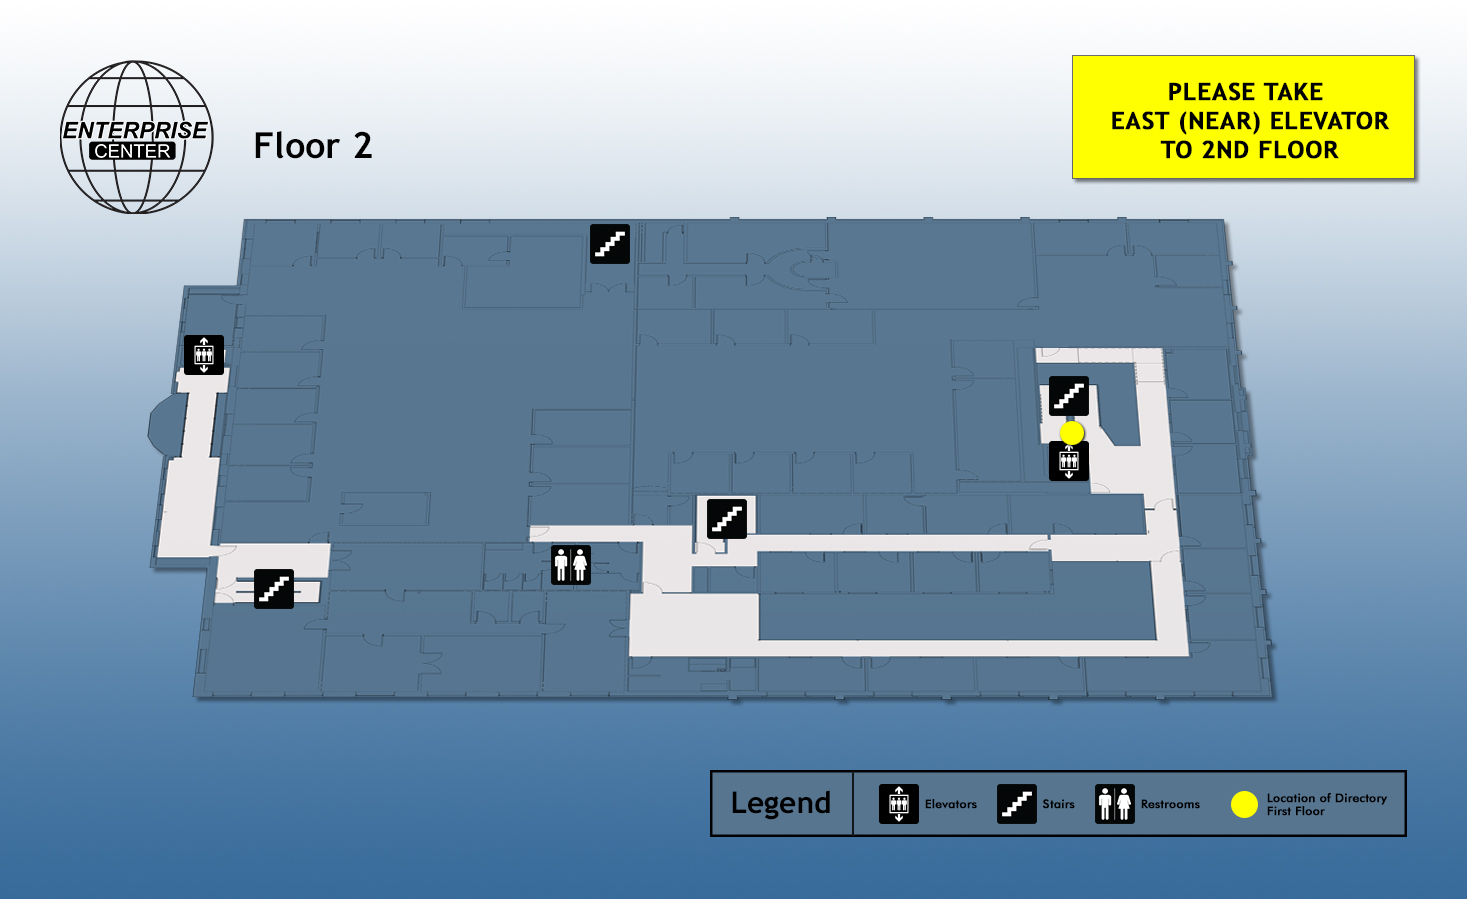 ENTERPRISE
CENTER
Floor 2
PLEASE TAKE
EAST (NEAR) ELEVATOR
TO 2ND FLOOR
Legend
Elevators
Stairs
Restrooms
Location of Directory
First Floor